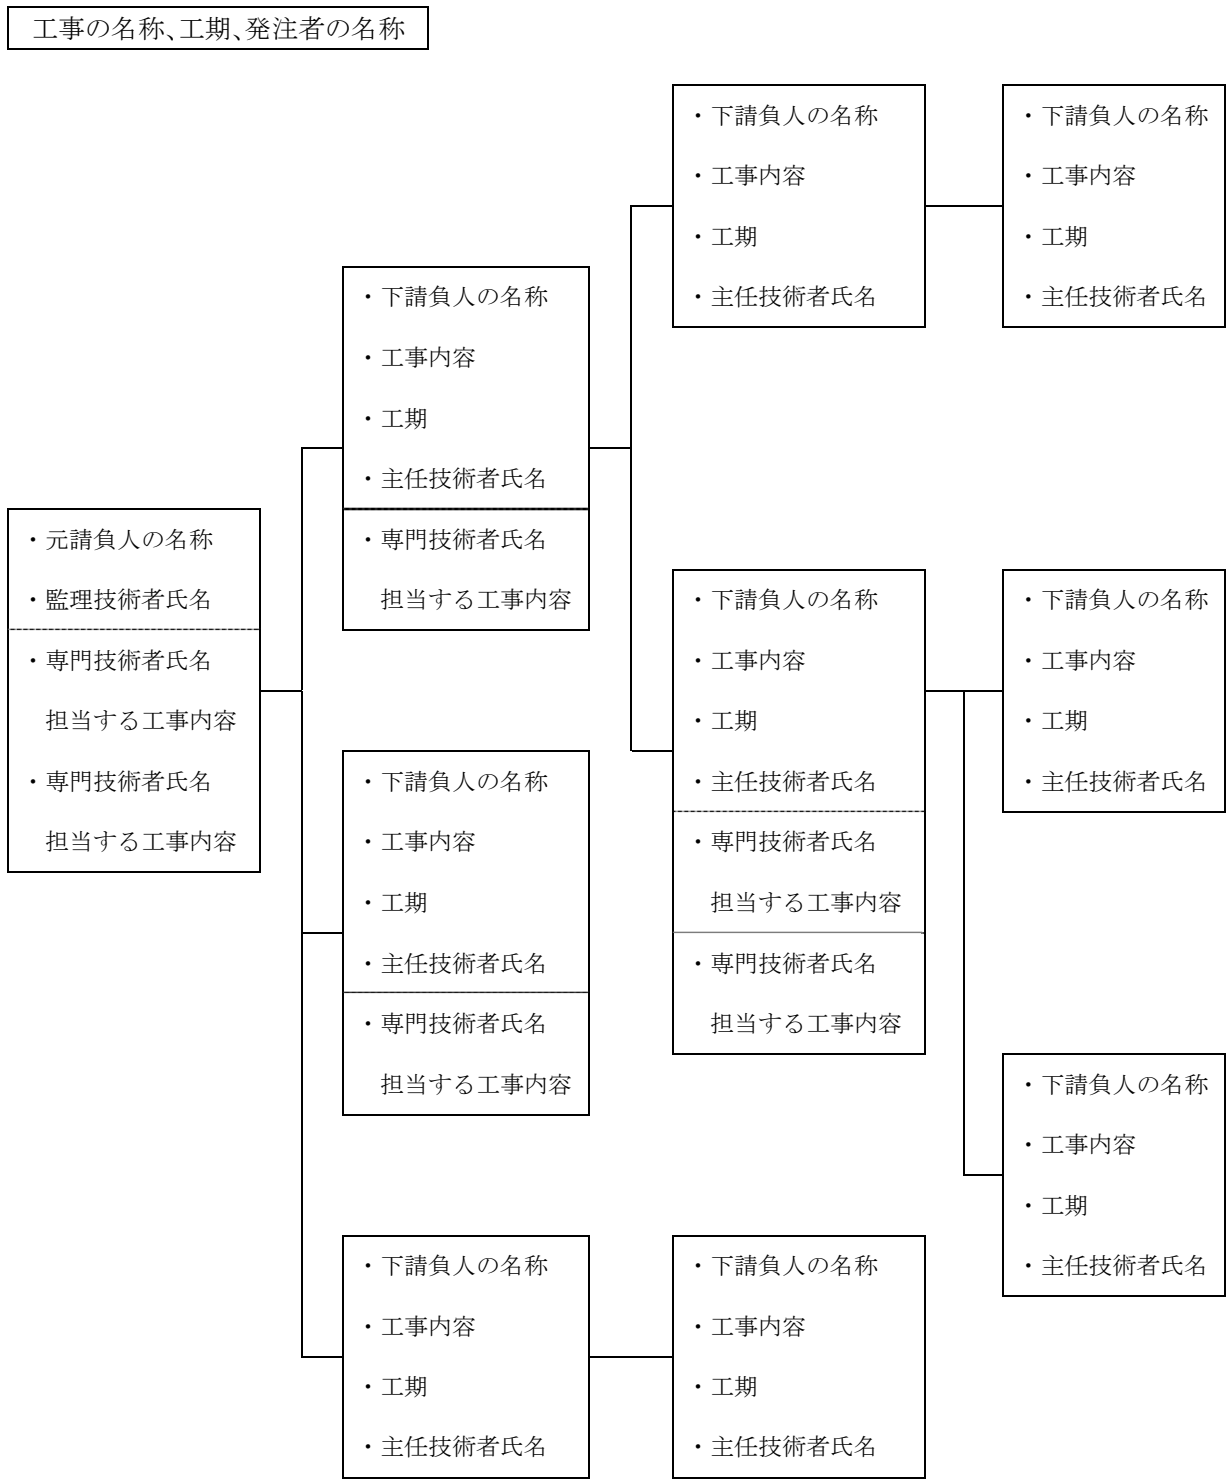 工事の名称、工期、発注者の名称
・元請負人の名称
・監理技術者氏名
・専門技術者氏名
担当する工事内容
・専門技術者氏名
担当する工事内容
・下請負人の名称
・工事内容
・工期
・主任技術者氏名
・専門技術者氏名
担当する工事内容
・下請負人の名称
・工事内容
・工期
・主任技術者氏名
・専門技術者氏名
担当する工事内容
・下請負人の名称
・工事内容
・工期
・主任技術者氏名
・下請負人の名称
・工事内容
・工期
・主任技術者氏名
・下請負人の名称
・工事内容
・工期
・主任技術者氏名
・専門技術者氏名
担当する工事内容
・専門技術者氏名
担当する工事内容
・下請負人の名称
・工事内容
・工期
・主任技術者氏名
・下請負人の名称
・工事内容
・工期
・主任技術者氏名
・下請負人の名称
・工事内容
・工期
・主任技術者氏名
・下請負人の名称
・工事内容
・工期
・主任技術者氏名